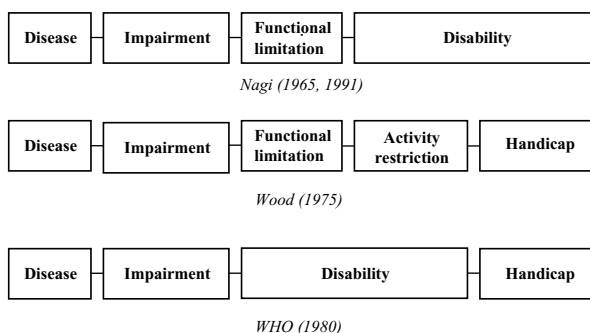 Disease
Impairment
Functional
limitation
Disability
Nagi (1965, 1991)
Disease
Impairment
Functional
limitation
Activity
restriction
Handicap
Wood (1975)
Disease
Impairment
Disability
Handicap
WHO (1980)